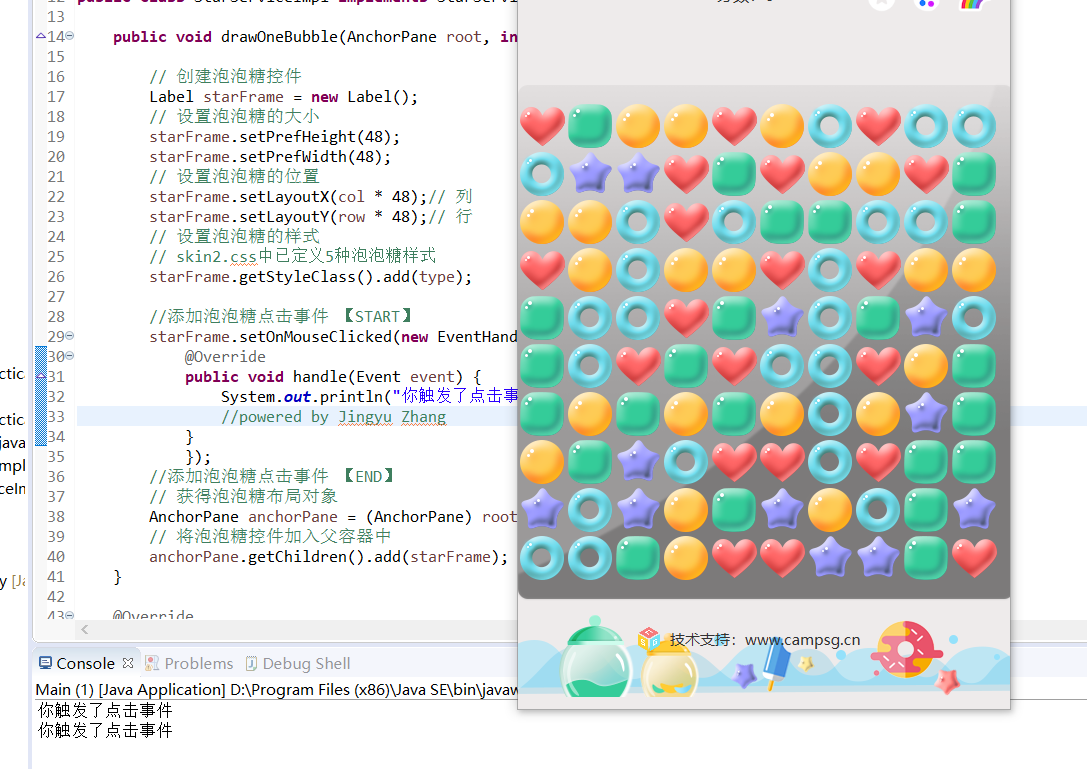 13
14 public void drawOneBubble(AnchorPane root, in
15
16 // 创建泡泡糖控件
17 Label starFrame = new Label();
18 // 设置泡泡糖的大小
19 starFrame.setPrefHeight(48);
20 starFrame.setPrefWidth(48);
21 // 设置泡泡糖的位置
22 starFrame.setLayoutX(col * 48);// 列
23 starFrame.setLayoutY(row * 48);// 行
24 // 设置泡泡糖的样式
25 // skin2.css中已定义5种泡泡糖样式
26 starFrame.getStyleClass().add(type);
27
28 //添加泡泡糖点击事件 【START】
29 starFrame.setOnMouseClicked(new EventHand
30 @Override
31 public void handle(Event event) {
32 System.out.println("你触发了点击事
33 //powered by Jingyu Zhang
34 }
35 });
36 //添加泡泡糖点击事件 【END】
37 // 获得泡泡糖布局对象
38 AnchorPane anchorPane = (AnchorPane) root
39 // 将泡泡糖控件加入父容器中
40 anchorPane.getChildren().add(starFrame);
41 }
42
43 @Override
技术支持：www.campsg.cn
Console Problems Debug Shell
Main (1) [Java Application] D:\Program Files (x86)\Java SE\bin\javaw
你触发了点击事件
你触发了点击事件